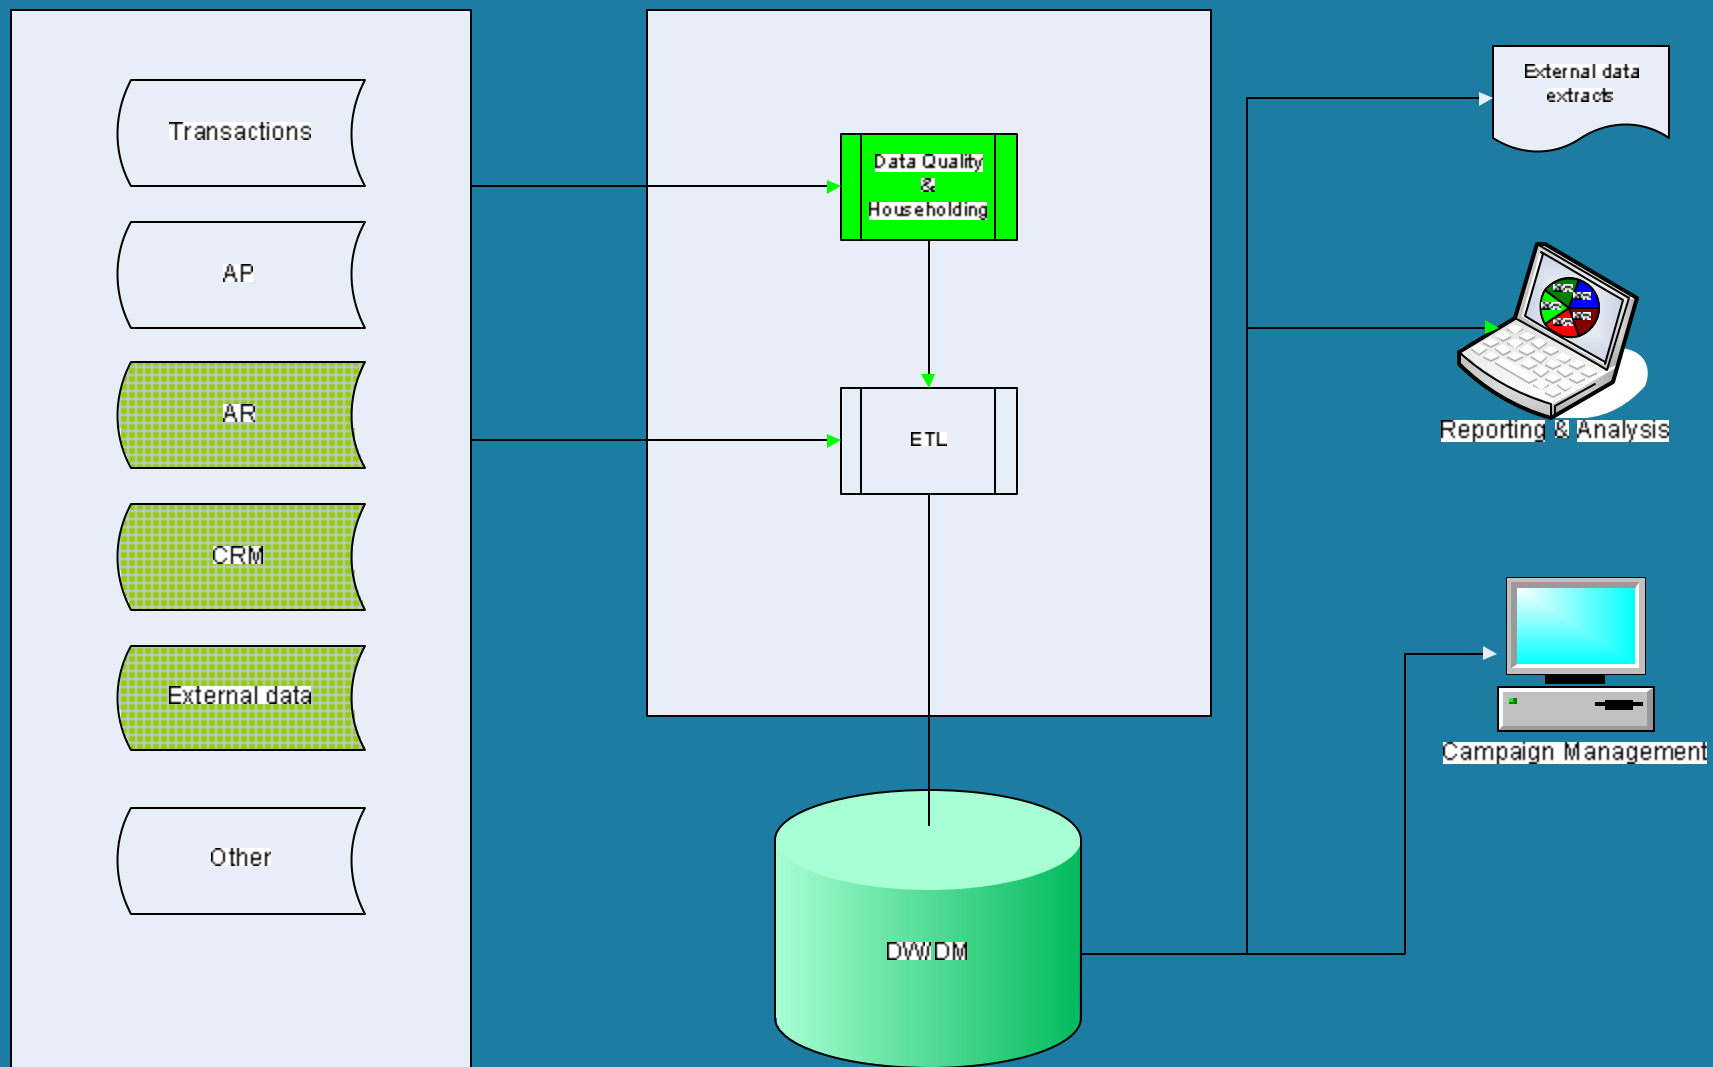 Transactions
AP
AR
CRM
External data
Other
Data Quality
&
Householding
ETL
DW/DM
External data
extracts
Reporting & Analysis
Campaign Management